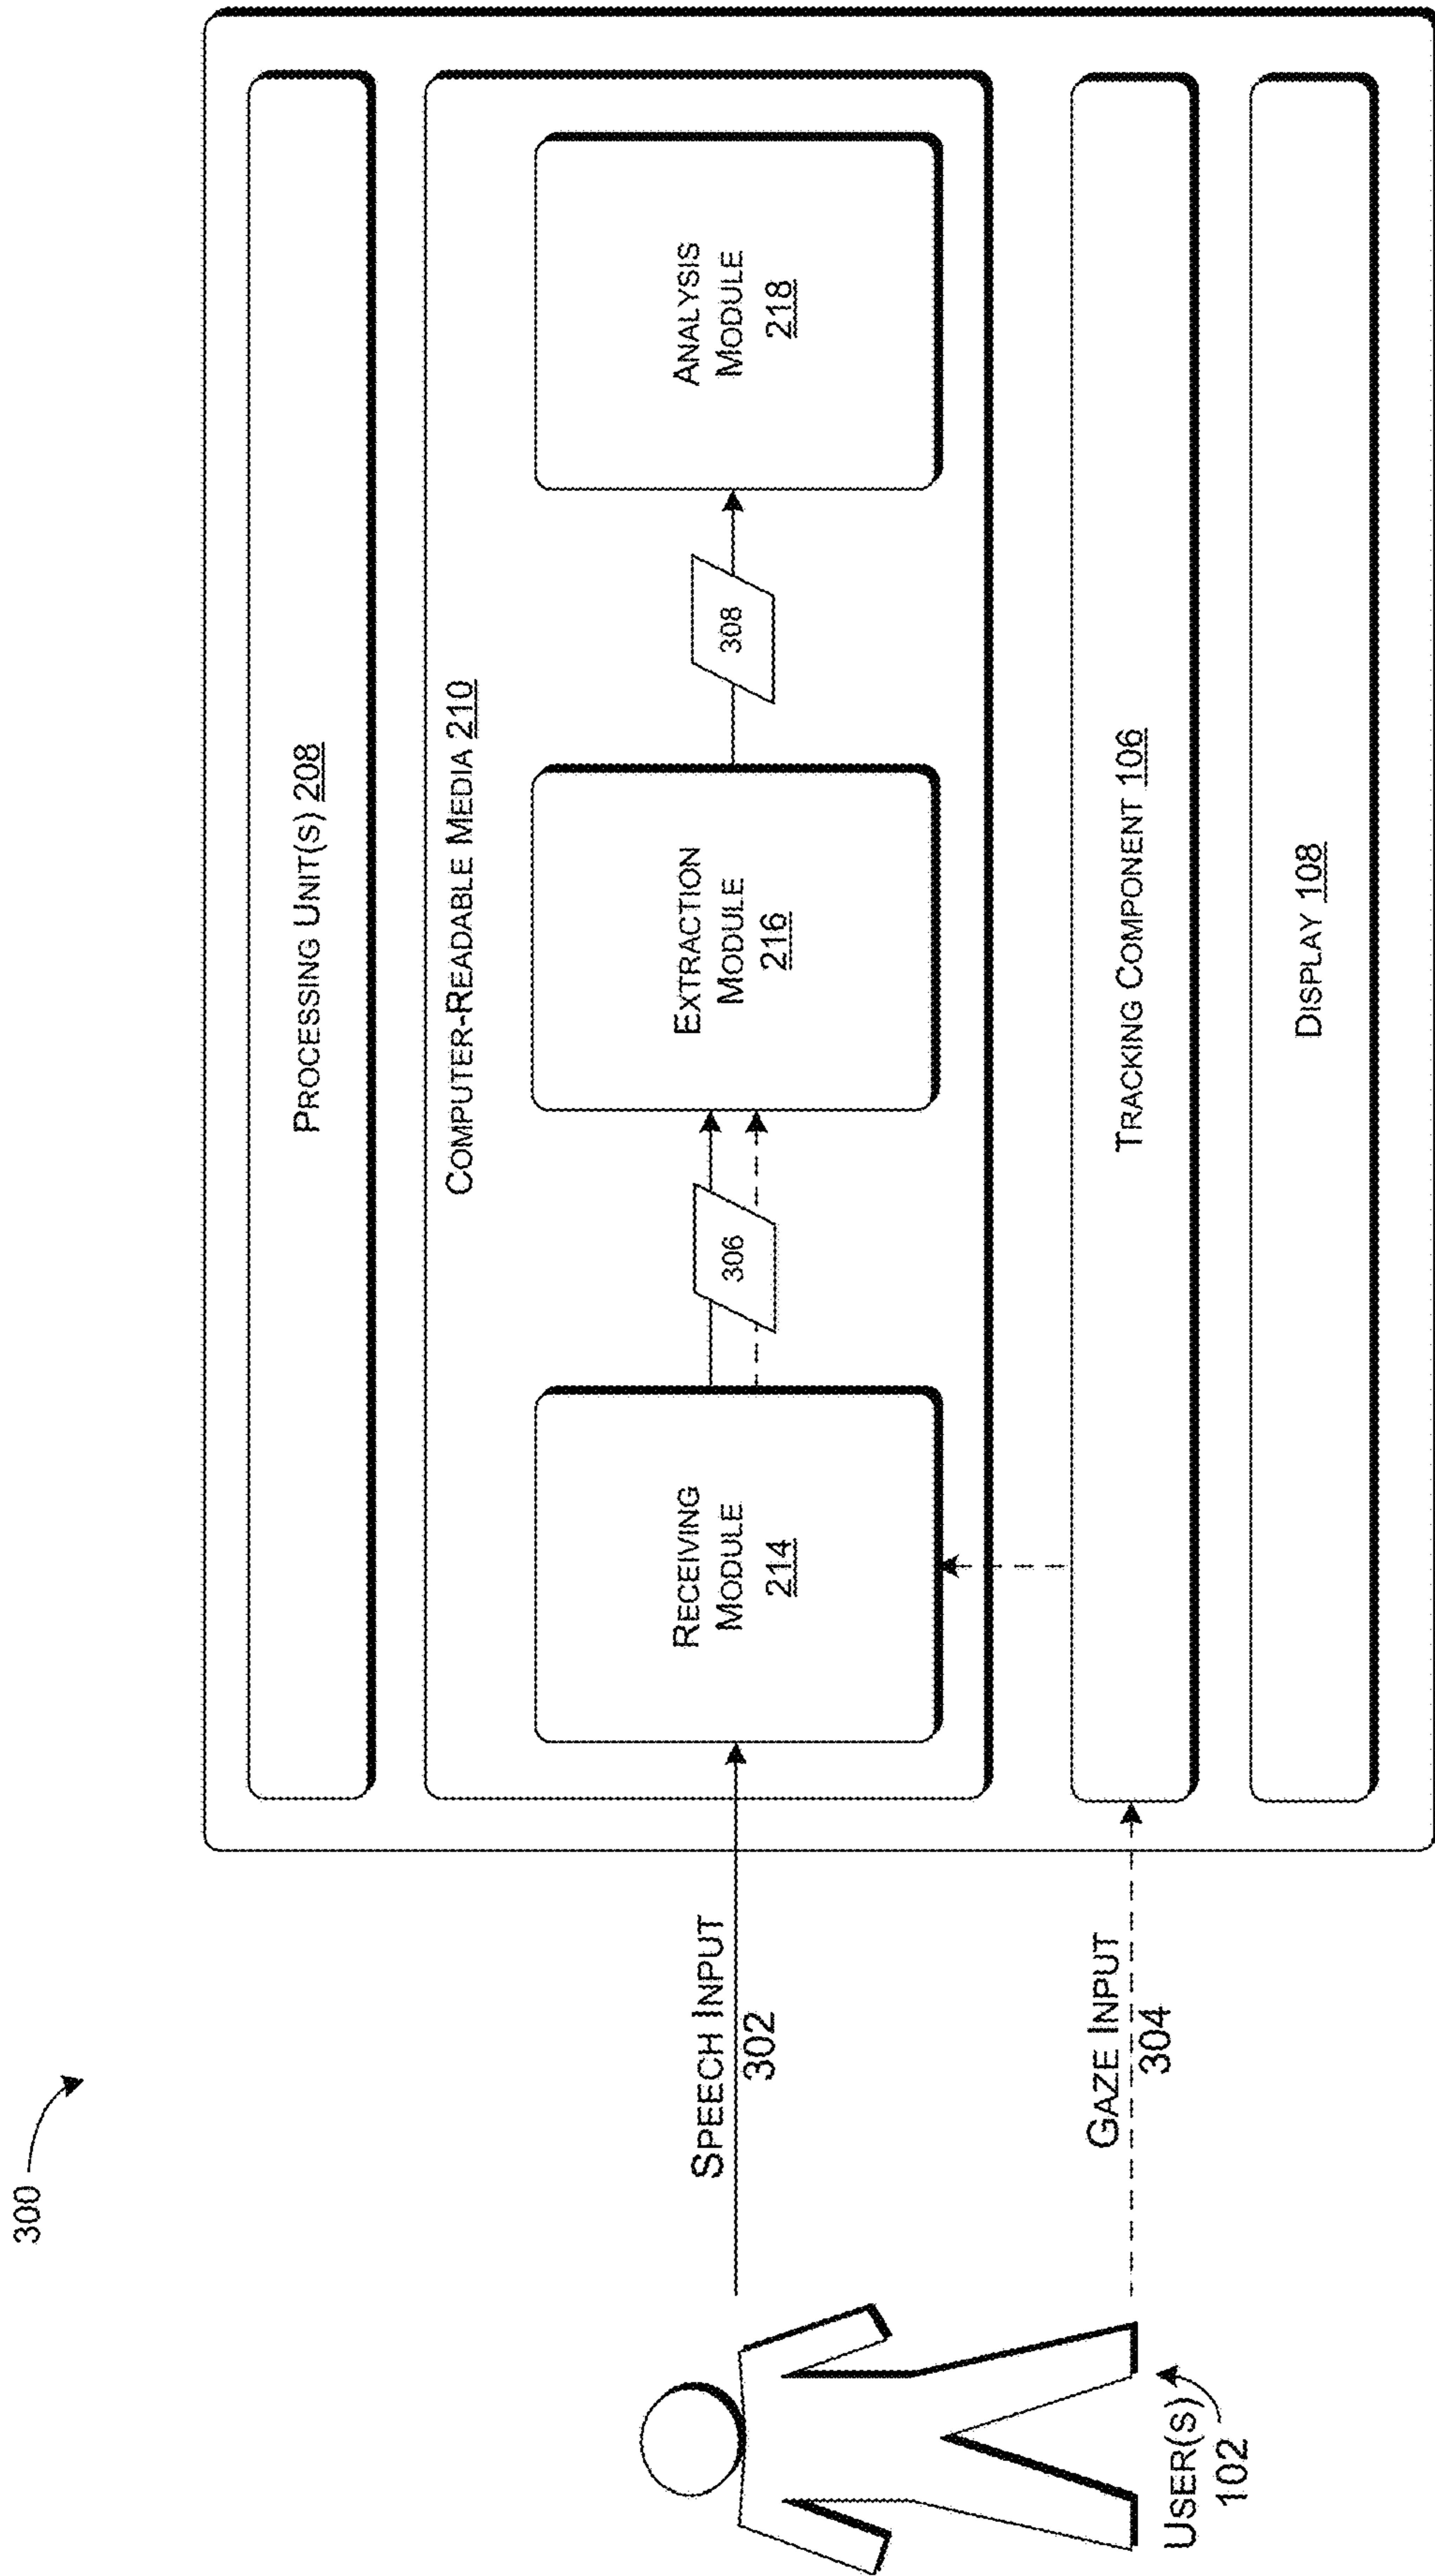 300
PROCESSING UNIT(S) 208
COMPUTER-READABLE MEDIA 210
RECEIVING
MODULE
214
306
EXTRACTION
MODULE
216
308
ANALYSIS
MODULE
218
SPEECH INPUT
302
TRACKING COMPONENT 106
GAZE INPUT
304
DISPLAY 108
USER(S)
102